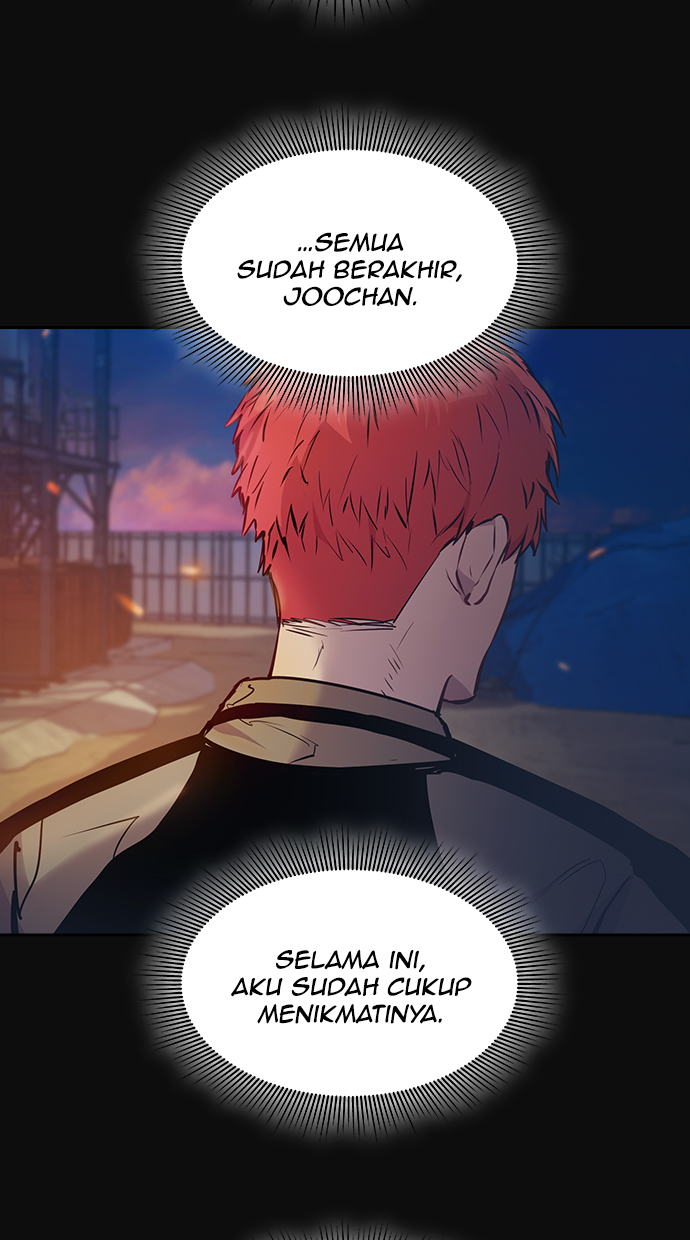 ...SEMUA
SUDAH BERAKHIR,
JOOCHAN.
SELAMA INI,
AKU SUDAH CUKUP
MENIKMATINYA.